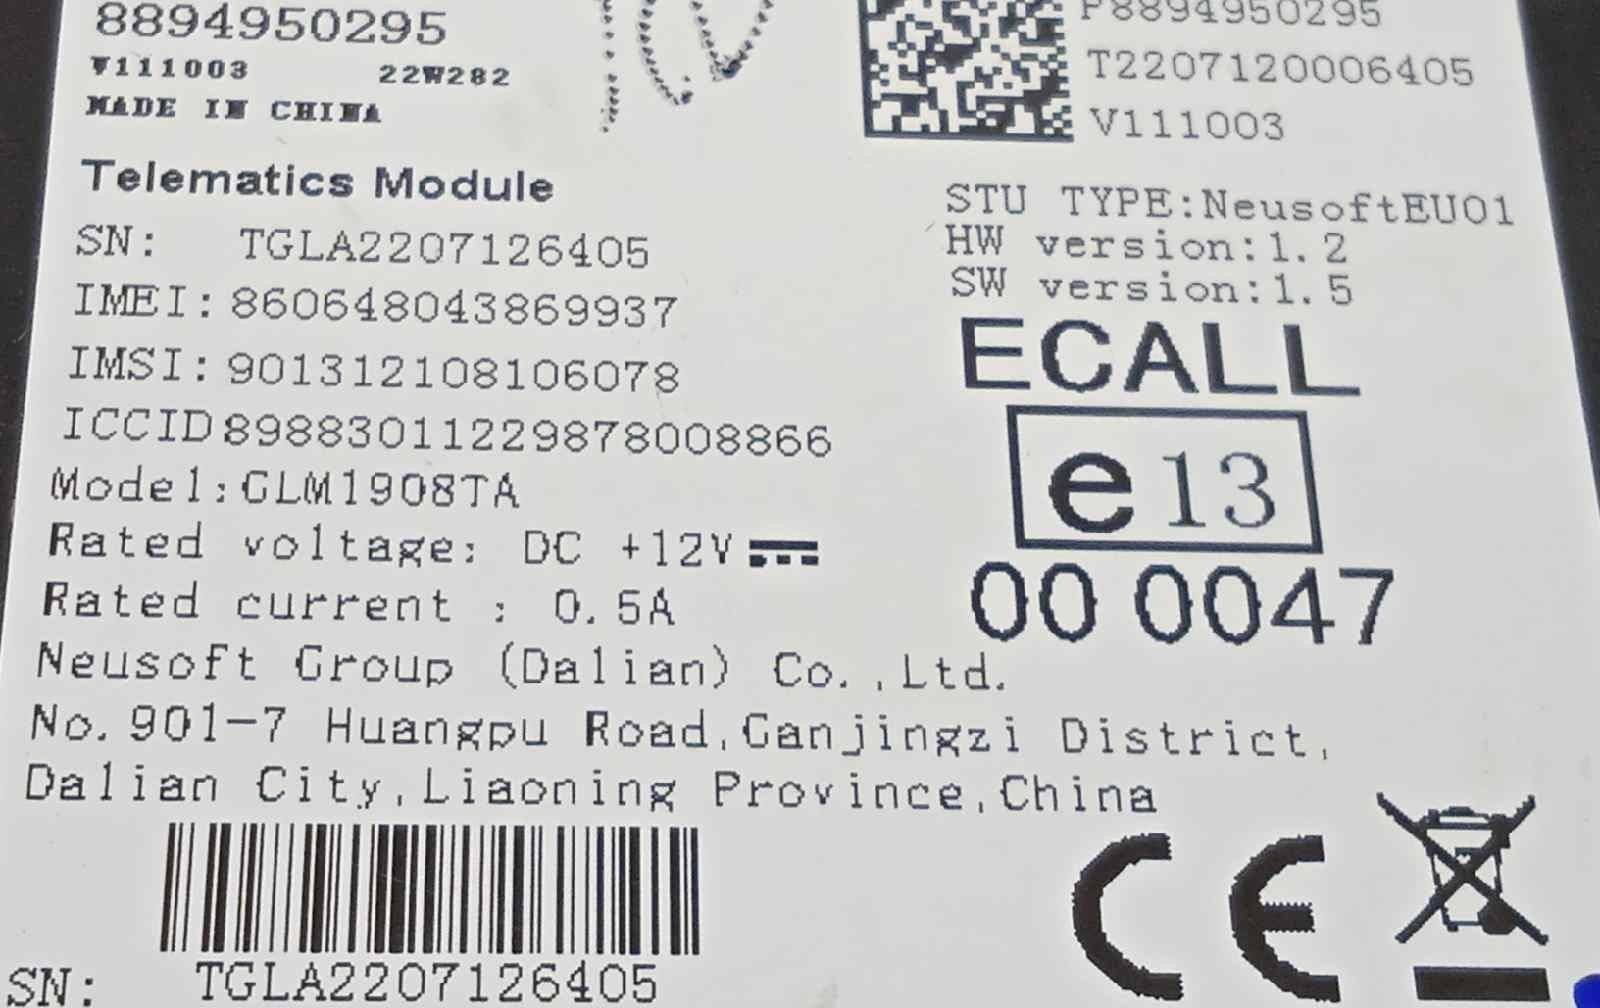 8894950295
V111003 22W282
MADE IN CHINA
P8894950295
T2207120006405
V111003
Telematics Module
SN: TGLA2207126405
IMEI:860648043869937
IMSI:901312108106078
ICCID89883011229878008866
Model:GLM1908TA
Rated voltage: DC +12V
Rated current : 0.5A
STU TYPE:NeusoftEU01
HW version:1.2
SW version:1.5
ECALL
e13
00 0047
Neusoft Group (Dalian) Co.,Ltd.
No.901-7 Huangpu Road,Ganjingzi District,
Dalian City,Liaoning Province,China
CE
SN: TGLA2207126405